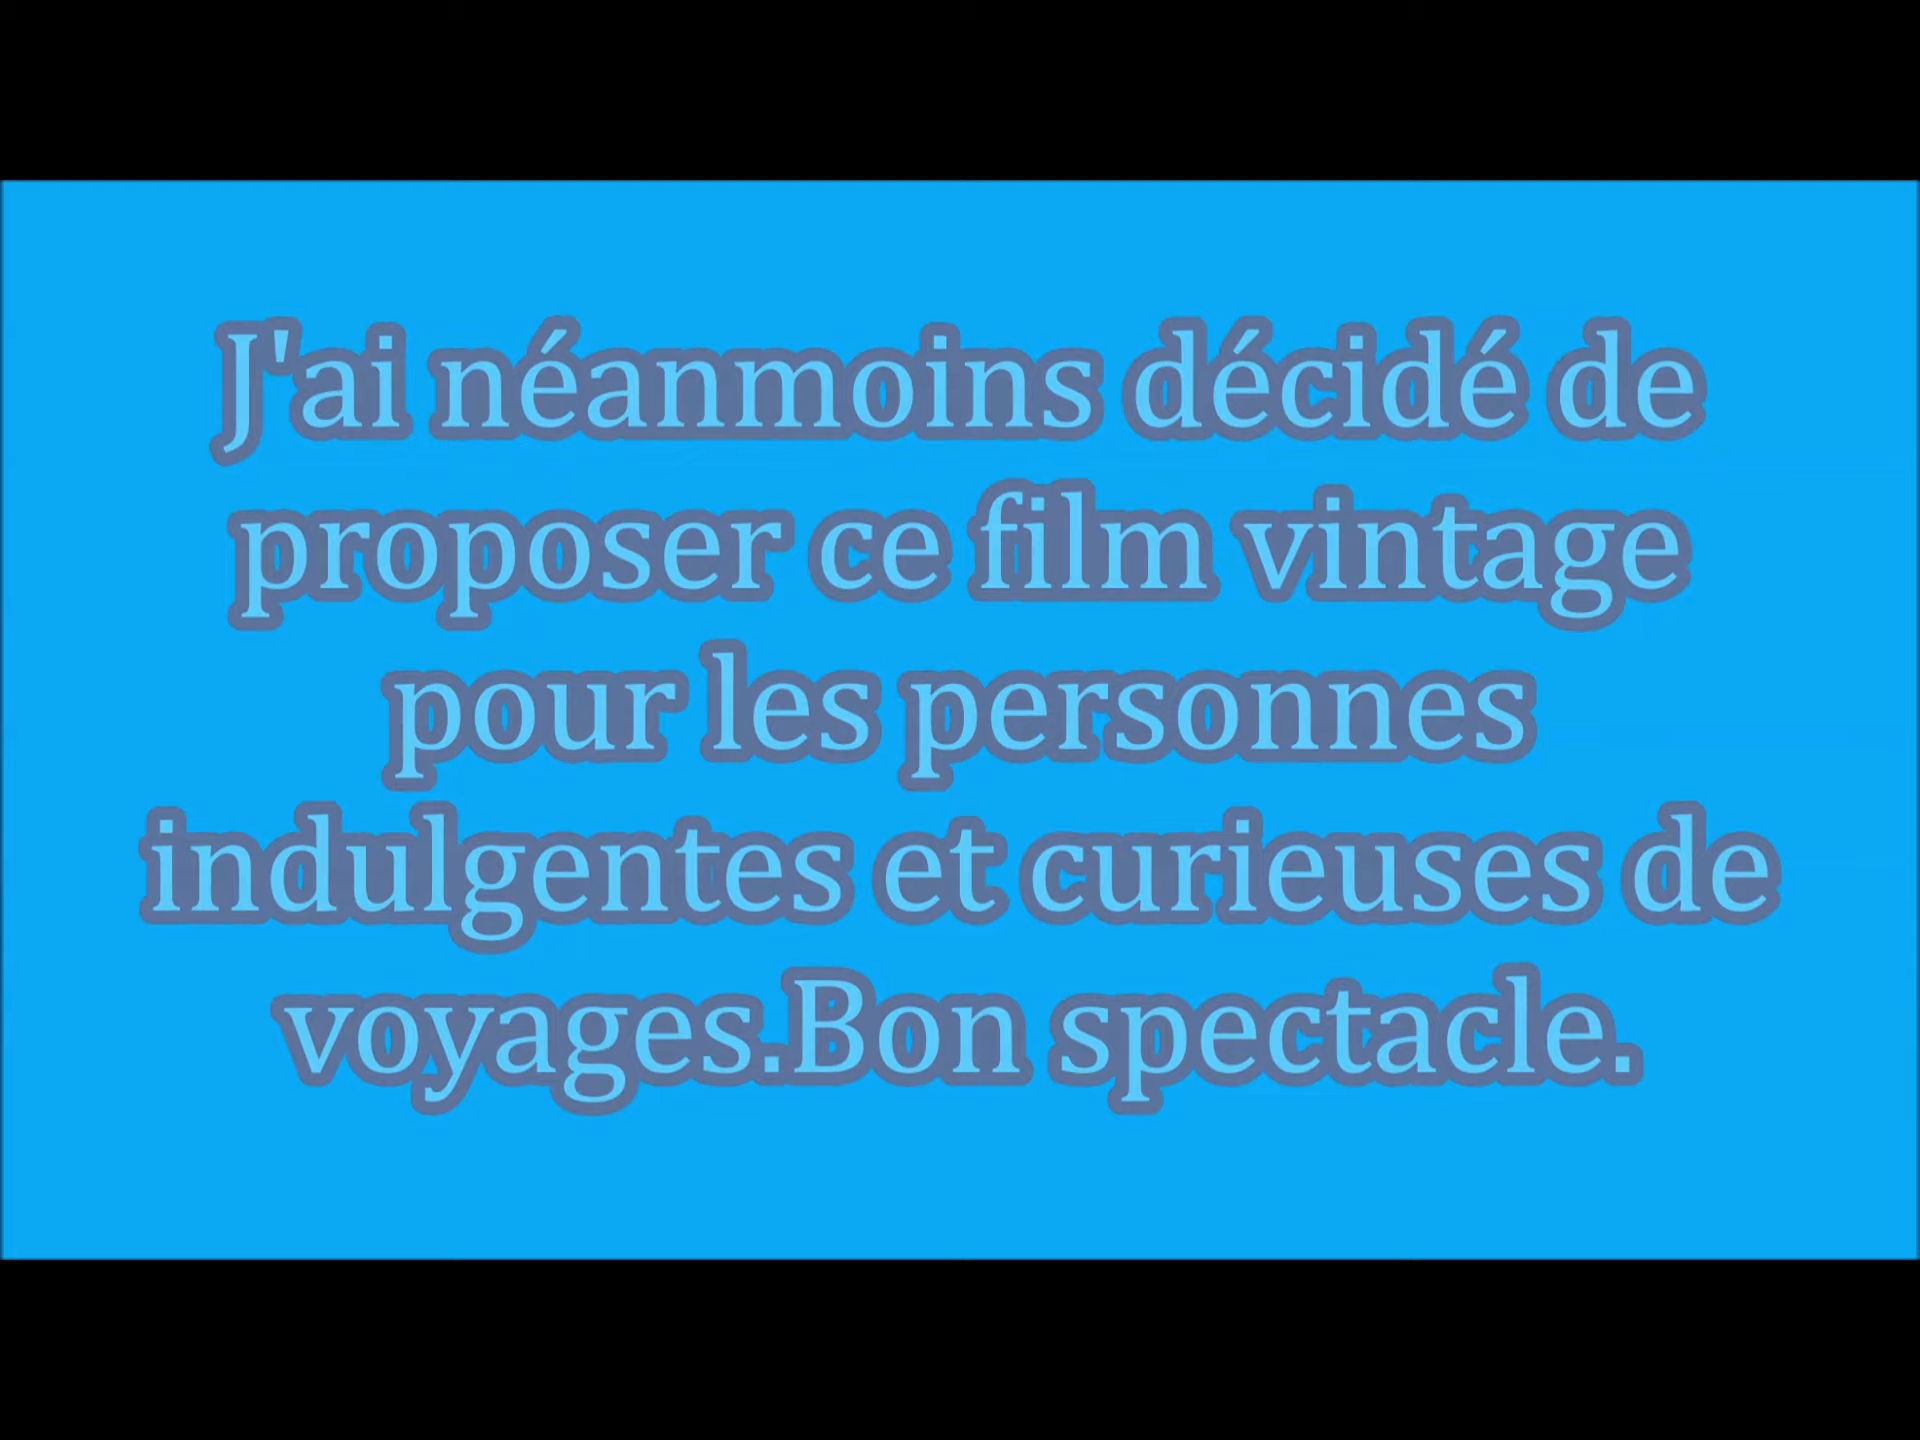 J'ai néanmoins décidé de
proposer ce film vintage
pour les personnes
indulgentes et curieuses de
voyages.Bon spectacle.